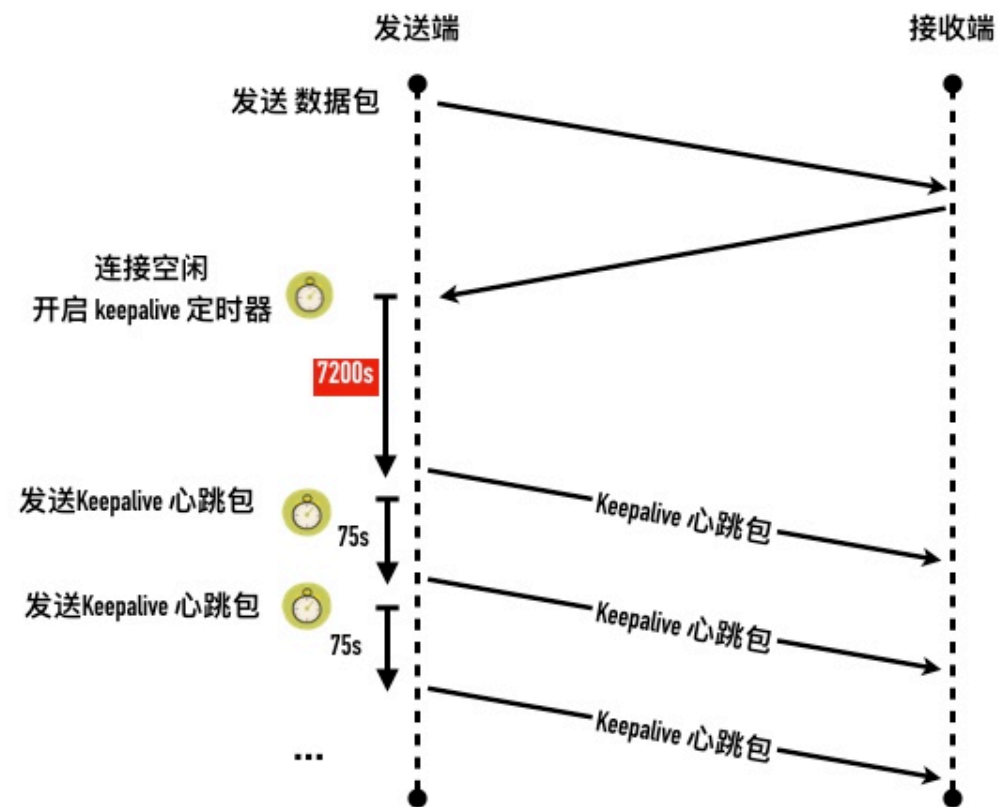 发送端
接收端
发送 数据包
连接空闲
开启 keepalive 定时器
7200s
发送Keepalive 心跳包
Keepalive 心跳包
75s
发送Keepalive 心跳包
Keepalive 心跳包
75s
Keepalive 心跳包
...